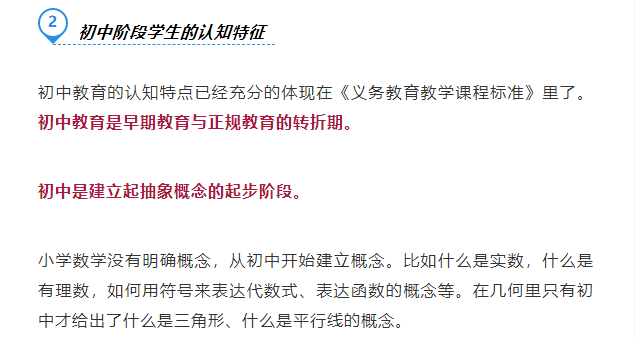 2
初中阶段学生的认知特征
初中教育的认知特点已经充分的体现在《义务教育教学课程标准》里了。
初中教育是早期教育与正规教育的转折期。
初中是建立起抽象概念的起步阶段。
小学数学没有明确概念，从初中开始建立概念。比如什么是实数，什么是
有理数，如何用符号来表达代数式、表达函数的概念等。在几何里只有初
中才给出了什么是三角形、什么是平行线的概念。